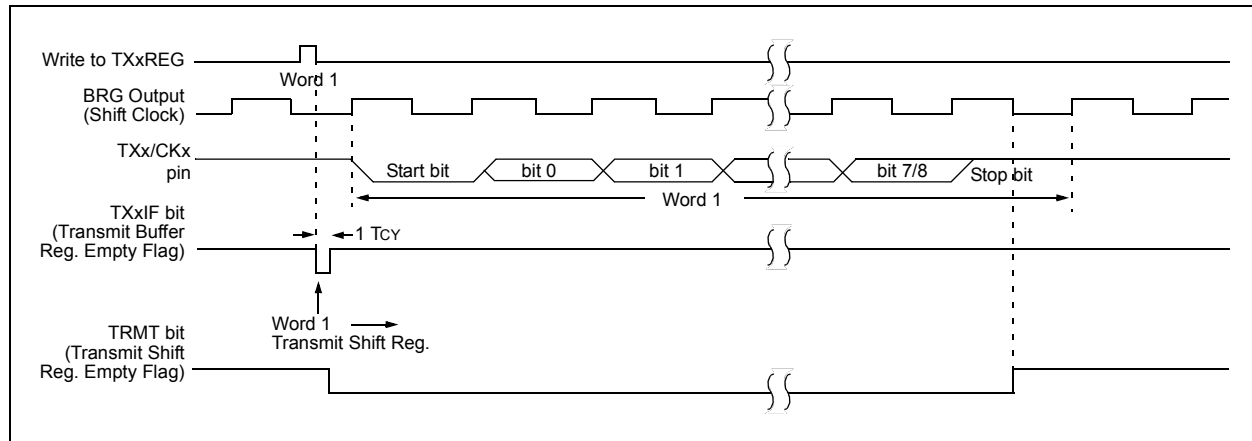 Write to TXxREG
Word 1
BRG Output
(Shift Clock)
TXx/CKx
pin
Start bit
bit 0
bit 1
bit 7/8
Stop bit
Word 1
TXxIF bit
(Transmit Buffer
Reg. Empty Flag)
1 TCY
Word 1
Transmit Shift Reg.
TRMT bit
(Transmit Shift
Reg. Empty Flag)